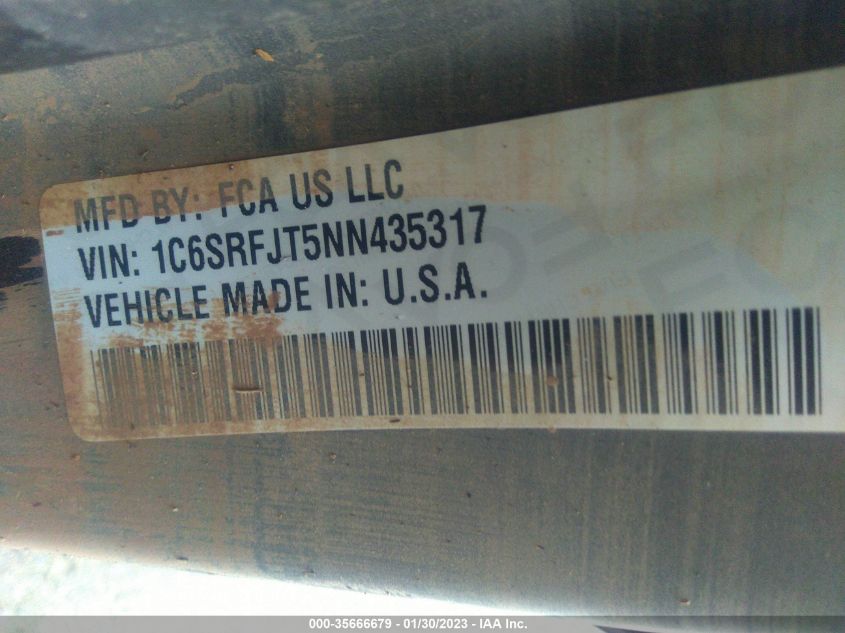 MFD BY: FCA US LLC
VIN: 1C6SRFJT5NN435317
VEHICLE MADE IN: U.S.A.
000-35666679 - 01/30/2023 - IAA Inc.